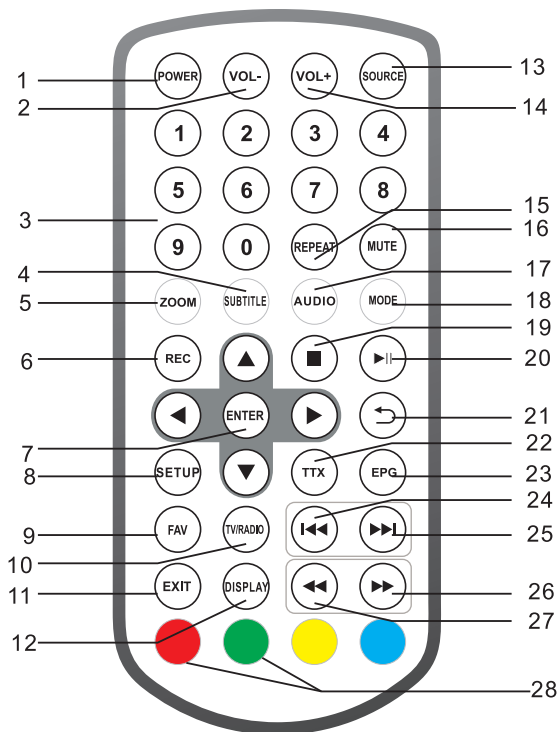 1 POWER VOL- VOL+ SOURCE 13
2 14
1 2 3 4
5 6 7 8
3 15
9 0 REPEAT MUTE 16
4 17
5 ZOOM SUBTITLE AUDIO MODE 18
19
6 REC 20
ENTER 21
7 22
8 SETUP TTX EPG 23
24
9 FAV TV/RADIO 25
10
11 EXIT DISPLAY 26
27
12
28